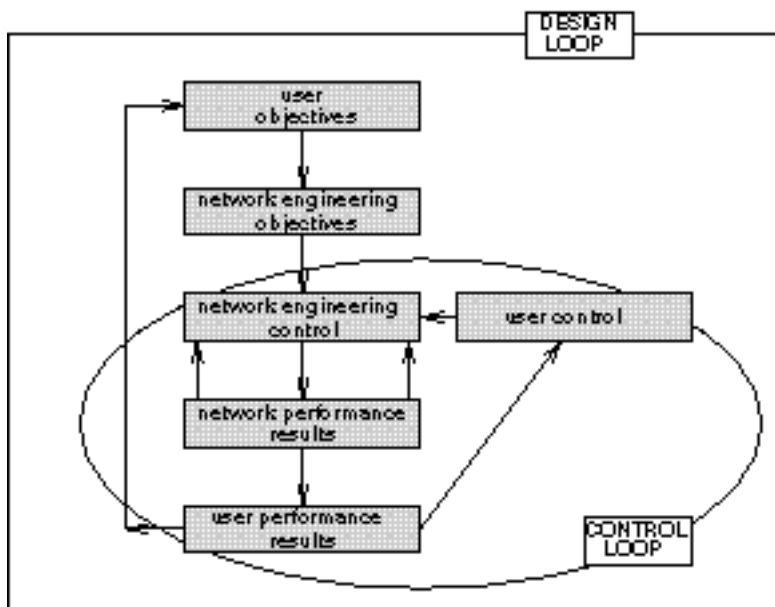 DESIGN
LOOP
user
objectives
network engineering
objectives
network engineering
control
user control
network performance
results
user performance
results
CONTROL
LOOP